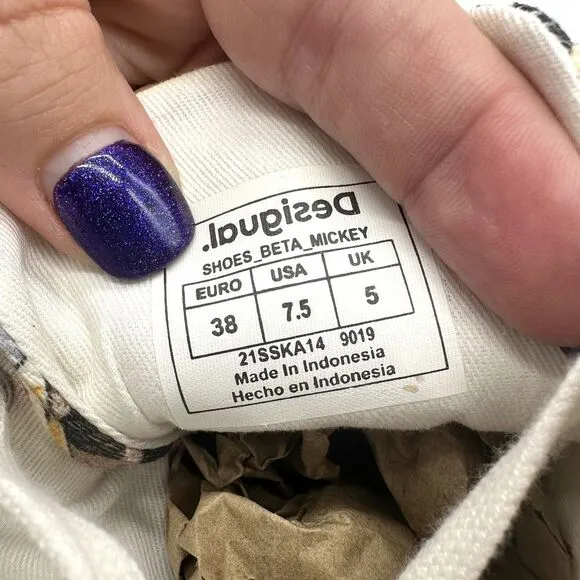 Desigual.
SHOES_BETA_MICKEY
EURO USA UK
38 7.5 5
21SSKA14 9019
Made In Indonesia
Hecho en Indonesia